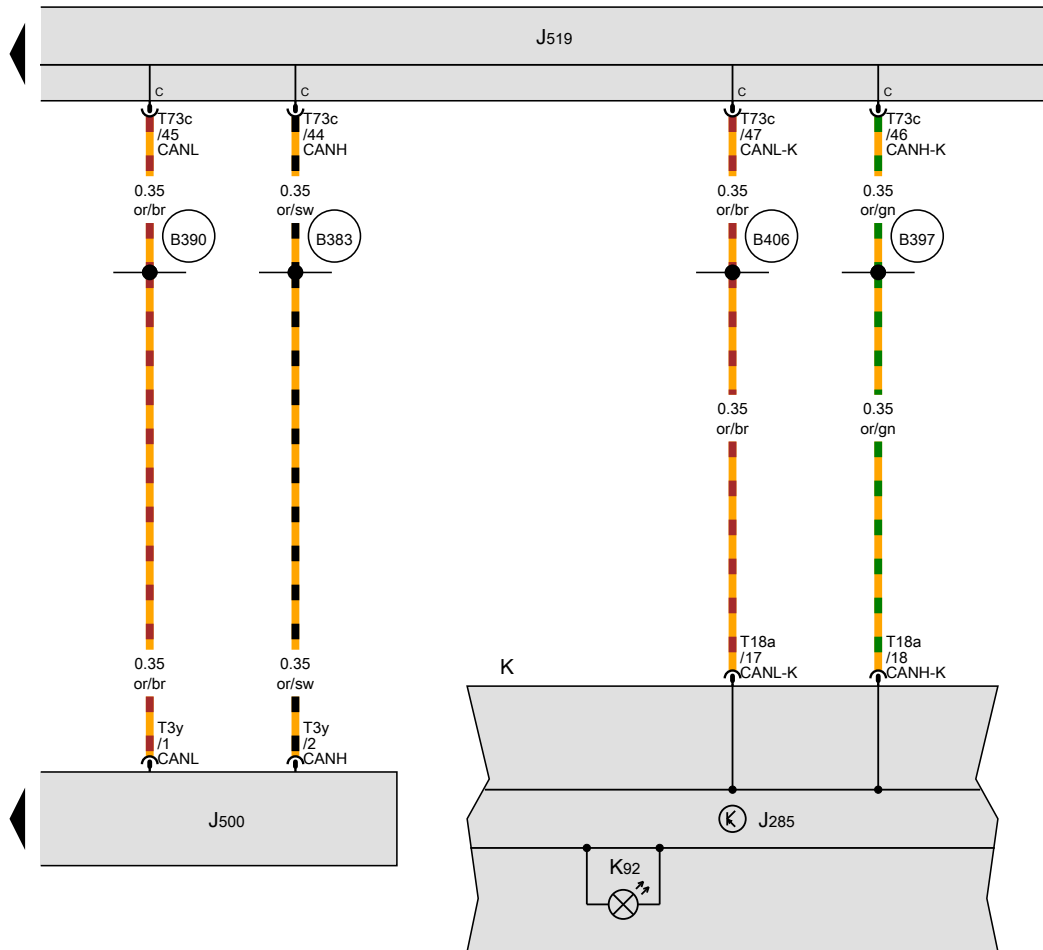 J519
C
C
C
C
T73c
/45
CANL
T73c
/44
CANH
T73c
/47
CANL-K
T73c
/46
CANH-K
0.35
or/br
0.35
or/sw
0.35
or/br
0.35
or/gn
B390
B383
B406
B397
0.35
or/br
0.35
or/gn
0.35
or/br
0.35
or/sw
T18a
/17
CANL-K
T18a
/18
CANH-K
K
T3y
/1
CANL
T3y
/2
CANH
J500
J285
K92